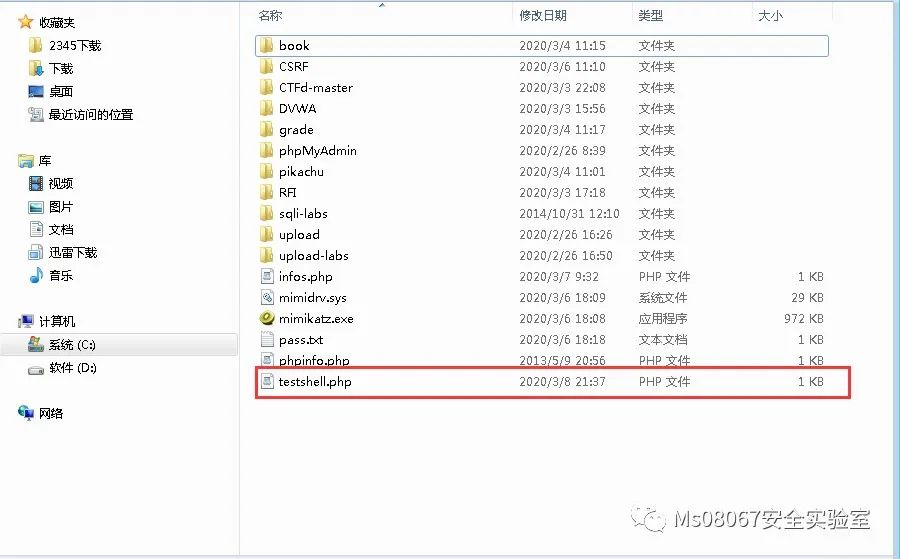 收藏夹
2345下载
下载
桌面
最近访问的位置
库
视频
图片
文档
迅雷下载
音乐
计算机
系统 (C:)
软件 (D:)
网络
名称 修改日期 类型 大小
book 2020/3/4 11:15 文件夹
CSRF 2020/3/6 11:10 文件夹
CTFd-master 2020/3/3 22:08 文件夹
DVWA 2020/3/3 15:56 文件夹
grade 2020/3/4 11:17 文件夹
phpMyAdmin 2020/2/26 8:39 文件夹
pikachu 2020/3/4 11:01 文件夹
RFI 2020/3/3 17:18 文件夹
sqli-labs 2014/10/31 12:10 文件夹
upload 2020/2/26 16:26 文件夹
upload-labs 2020/2/26 16:50 文件夹
infos.php 2020/3/7 9:32 PHP 文件 1 KB
mimidrv.sys 2020/3/6 18:09 系统文件 29 KB
mimikatz.exe 2020/3/6 18:08 应用程序 972 KB
pass.txt 2020/3/6 18:18 文本文档 1 KB
phpinfo.php 2013/5/9 20:56 PHP 文件 1 KB
testshell.php 2020/3/8 21:37 PHP 文件 1 KB
Ms08067安全实验室